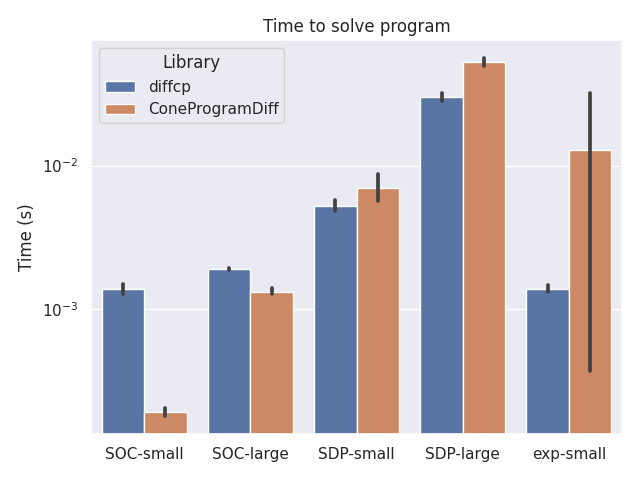 Time to solve program
Library
diffcp
ConeProgramDiff
Time (s)
10⁻²
10⁻³
SOC-small SOC-large SDP-small SDP-large exp-small